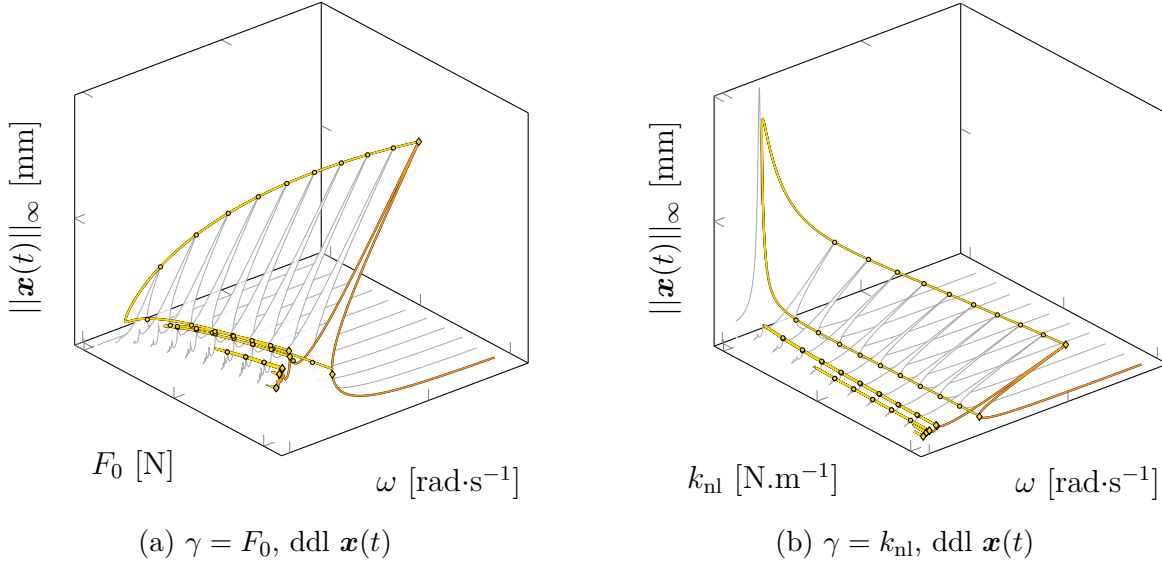 ||𝒙(t)||∞ [mm]
F₀ [N]
ω [rad·s⁻¹]
(a) γ = F₀, ddl 𝒙(t)
||𝒙(t)||∞ [mm]
kₙₗ [N.m⁻¹]
ω [rad·s⁻¹]
(b) γ = kₙₗ, ddl 𝒙(t)